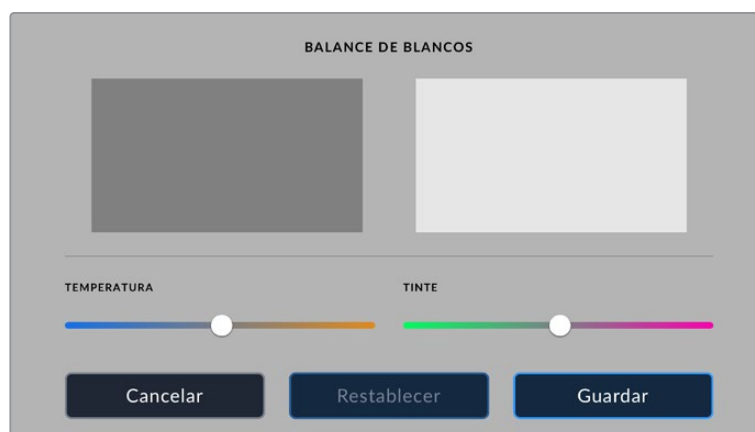 BALANCE DE BLANCOS
TEMPERATURA
TINTE
Cancelar
Restablecer
Guardar